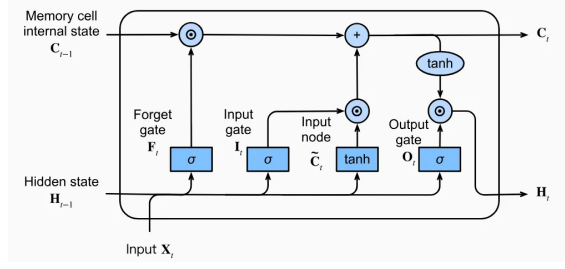 Memory cell
internal state
C_{t−1}
C_t
+
tanh
Forget
gate
F_t
Input
gate
I_t
Input
node
C̃_t
Output
gate
O_t
σ
σ
tanh
σ
Hidden state
H_{t−1}
H_t
Input X_t